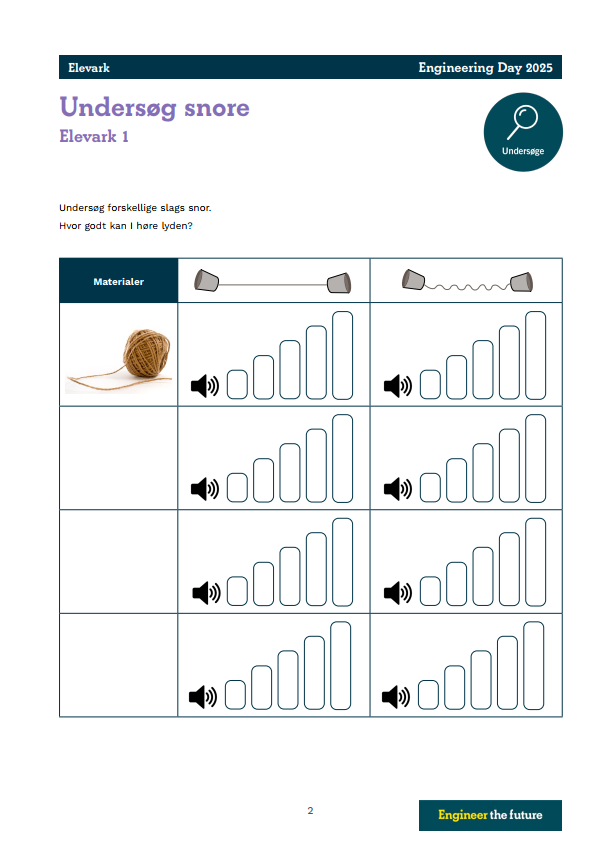 Elevark
Engineering Day 2025
Undersøg snore
Elevark 1
Undersøge
Undersøg forskellige slags snor.
Hvor godt kan I høre lyden?
Materialer
2
Engineer the future